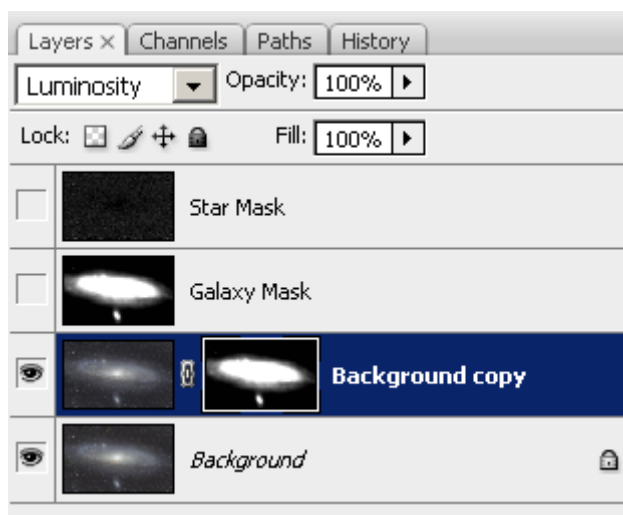 Layers × Channels Paths History
Luminosity Opacity: 100%
Lock: Fill: 100%
Star Mask
Galaxy Mask
Background copy
Background